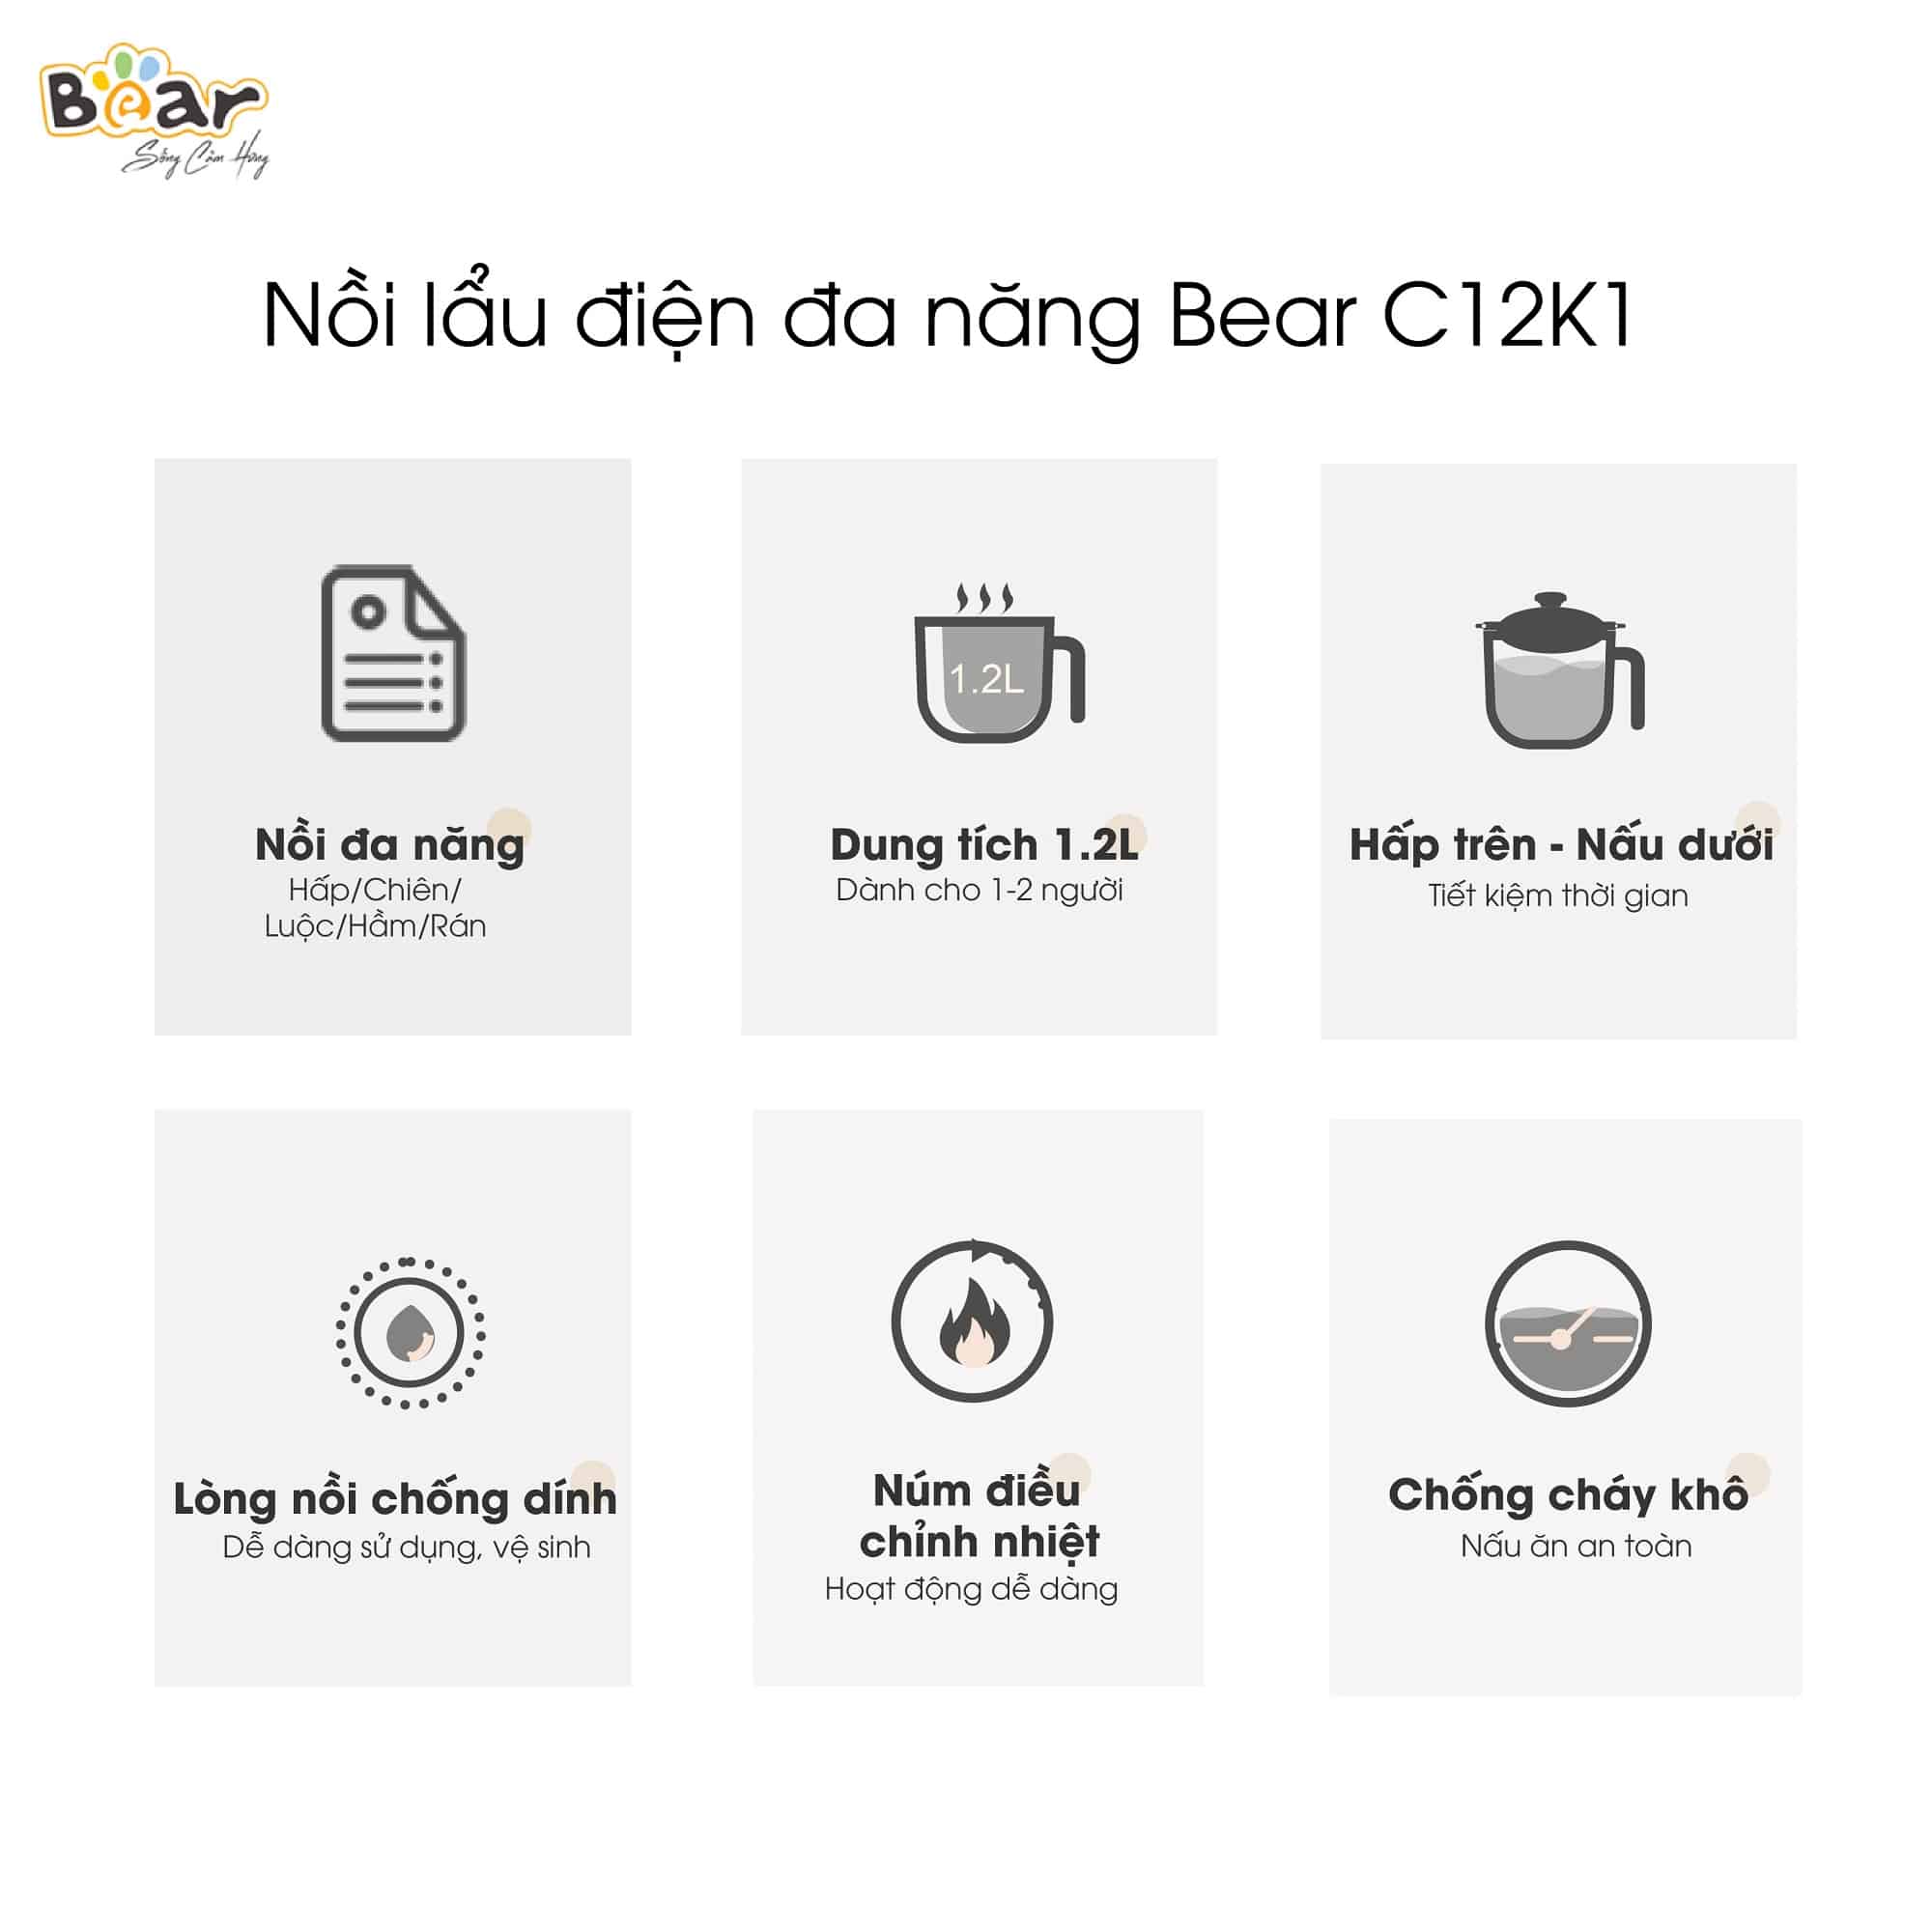 Bear
Sống Cảm Hứng
Nồi lẩu điện đa năng Bear C12K1
1.2L
Nồi đa năng
Hấp/Chiên/
Luộc/Hầm/Rán
Dung tích 1.2L
Dành cho 1-2 người
Hấp trên - Nấu dưới
Tiết kiệm thời gian
Lòng nồi chống dính
Dễ dàng sử dụng, vệ sinh
Núm điều
chỉnh nhiệt
Hoạt động dễ dàng
Chống cháy khô
Nấu ăn an toàn